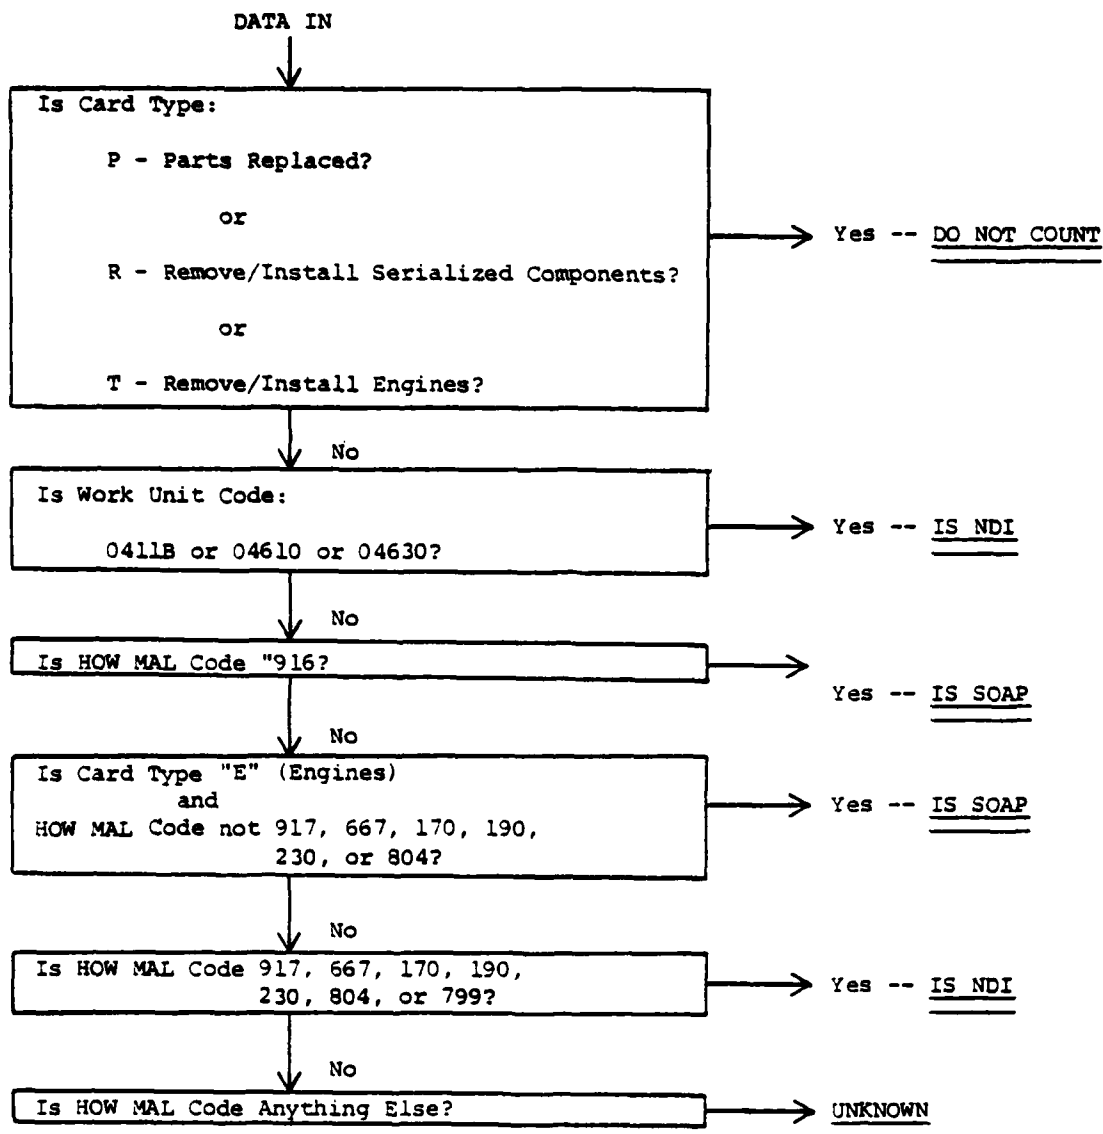 DATA IN
Is Card Type:
P - Parts Replaced?
or
R - Remove/Install Serialized Components?
or
T - Remove/Install Engines?
Yes -- DO NOT COUNT
No
Is Work Unit Code:
0411B or 04610 or 04630?
Yes -- IS NDI
No
Is HOW MAL Code "916?
Yes -- IS SOAP
No
Is Card Type "E" (Engines)
and
HOW MAL Code not 917, 667, 170, 190,
230, or 804?
Yes -- IS SOAP
No
Is HOW MAL Code 917, 667, 170, 190,
230, 804, or 799?
Yes -- IS NDI
No
Is HOW MAL Code Anything Else?
UNKNOWN